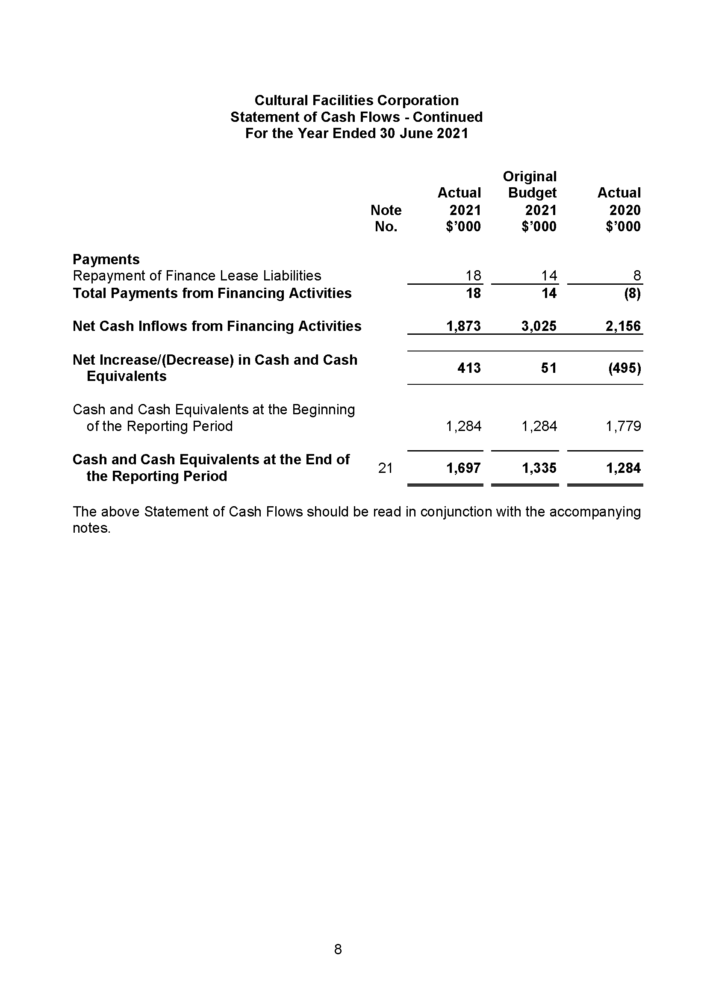 Cultural Facilities Corporation
Statement of Cash Flows - Continued
For the Year Ended 30 June 2021
Original
Actual Budget Actual
Note 2021 2021 2020
No. $’000 $’000 $’000
Payments
Repayment of Finance Lease Liabilities 18 14 8
Total Payments from Financing Activities 18 14 (8)
Net Cash Inflows from Financing Activities 1,873 3,025 2,156
Net Increase/(Decrease) in Cash and Cash
Equivalents 413 51 (495)
Cash and Cash Equivalents at the Beginning
of the Reporting Period 1,284 1,284 1,779
Cash and Cash Equivalents at the End of
the Reporting Period 21 1,697 1,335 1,284
The above Statement of Cash Flows should be read in conjunction with the accompanying
notes.
8